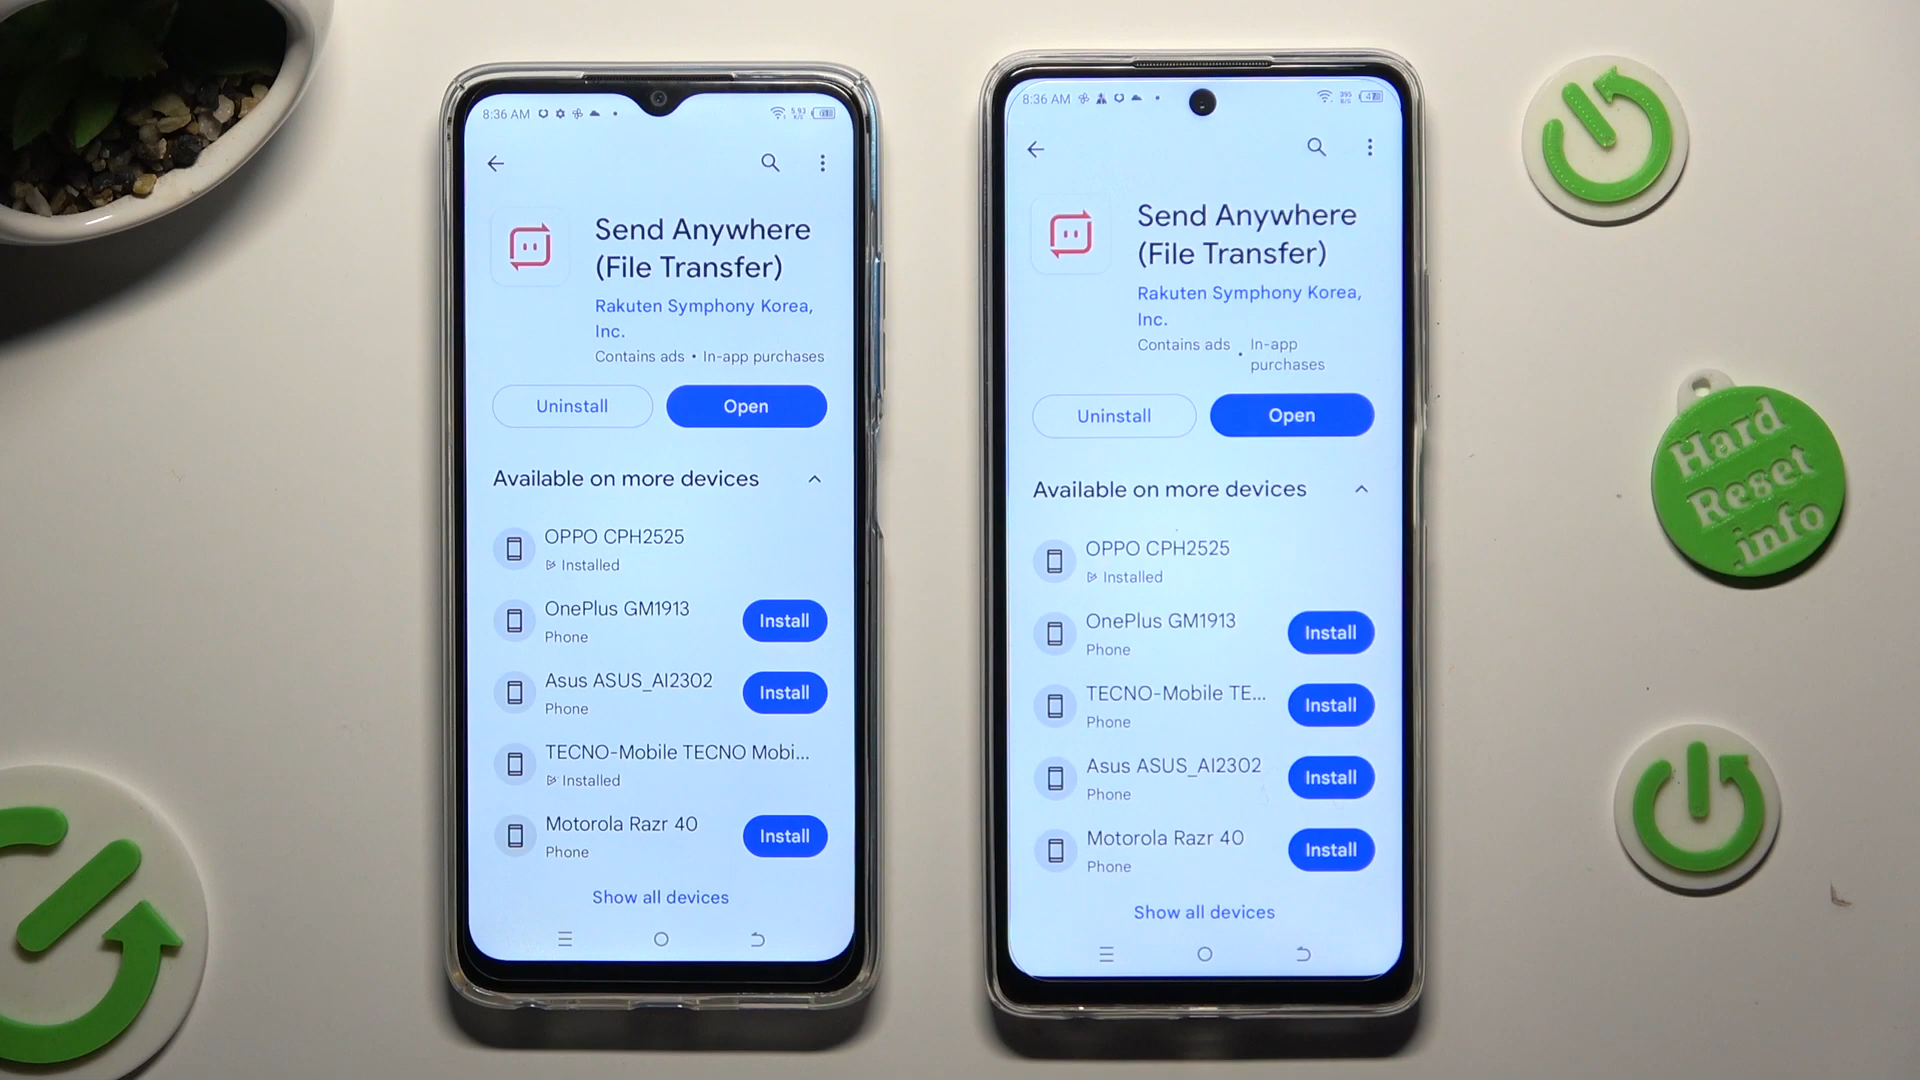 8:36 AM
5.93
K/S
Send Anywhere
(File Transfer)
Rakuten Symphony Korea,
Inc.
Contains ads • In-app purchases
Uninstall
Open
Available on more devices
OPPO CPH2525
Installed
OnePlus GM1913
Phone
Install
Asus ASUS_AI2302
Phone
Install
TECNO-Mobile TECNO Mobi...
Installed
Motorola Razr 40
Phone
Install
Show all devices
8:36 AM
395
B/S
47
Send Anywhere
(File Transfer)
Rakuten Symphony Korea,
Inc.
Contains ads • In-app
purchases
Uninstall
Open
Available on more devices
OPPO CPH2525
Installed
OnePlus GM1913
Phone
Install
TECNO-Mobile TE...
Phone
Install
Asus ASUS_AI2302
Phone
Install
Motorola Razr 40
Phone
Install
Show all devices
Hard
Reset
.info